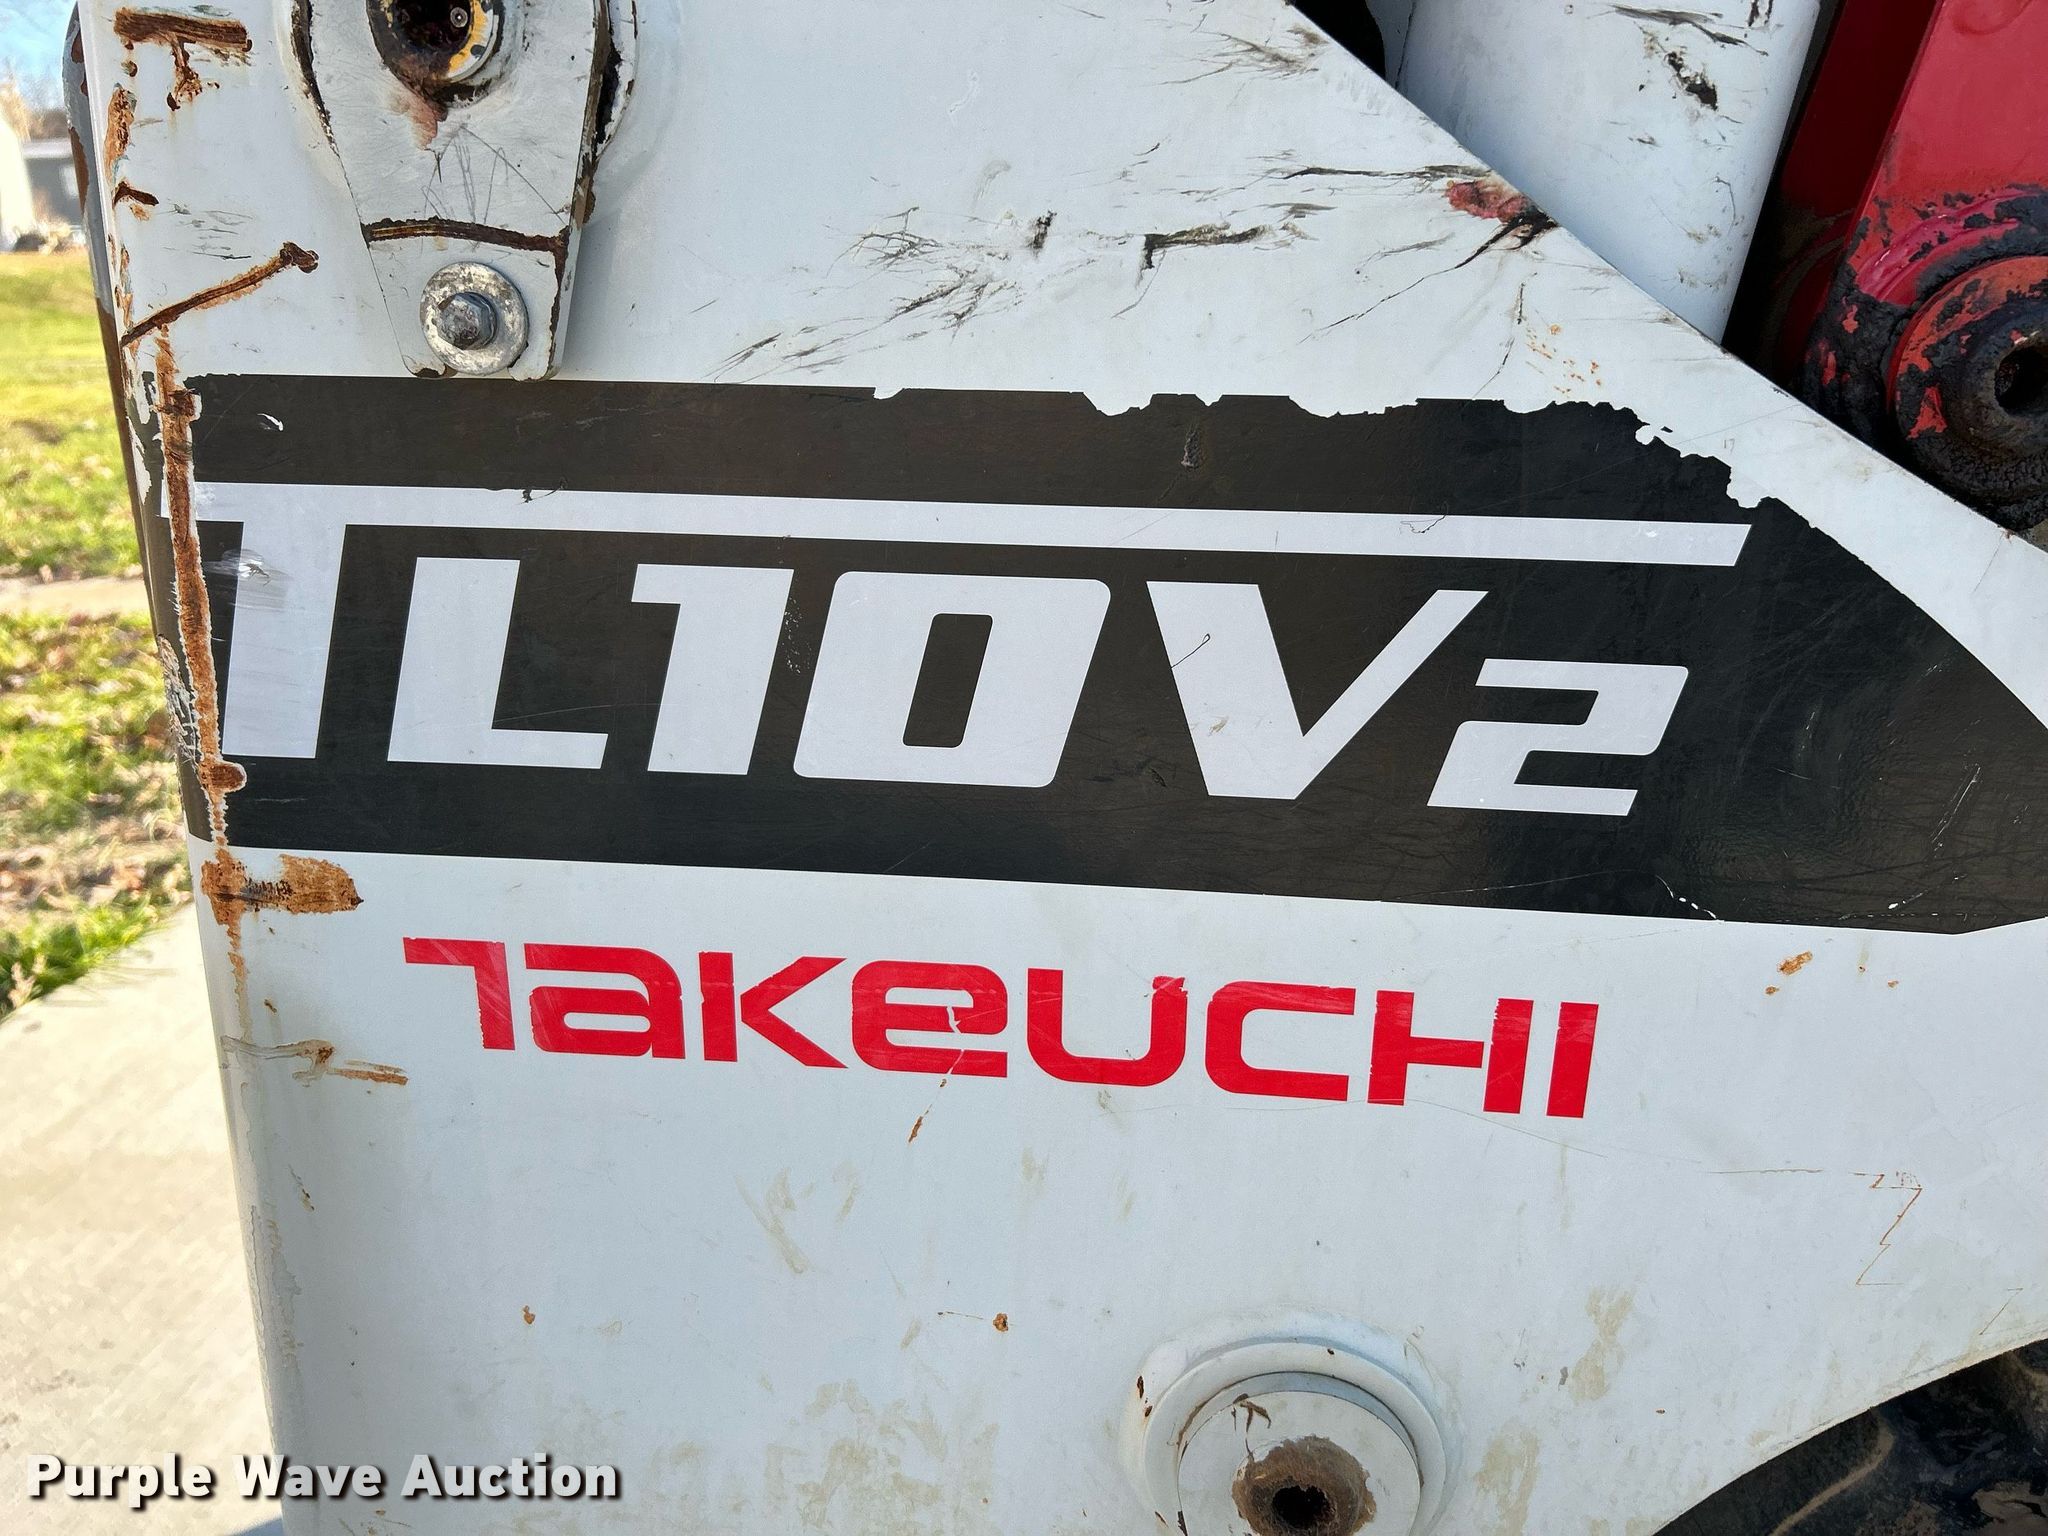 TL10V2
TAKEUCHI
Purple Wave Auction